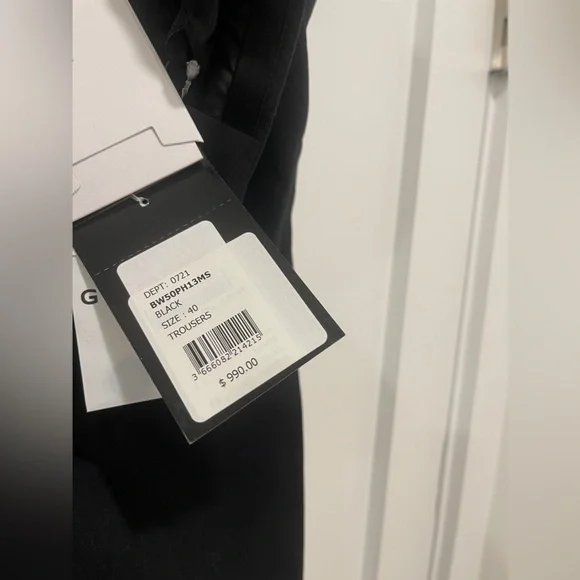 G
DEPT: 0721
BW50PH13MS
BLACK
SIZE : 40
TROUSERS
3 666082 214215
$ 990.00